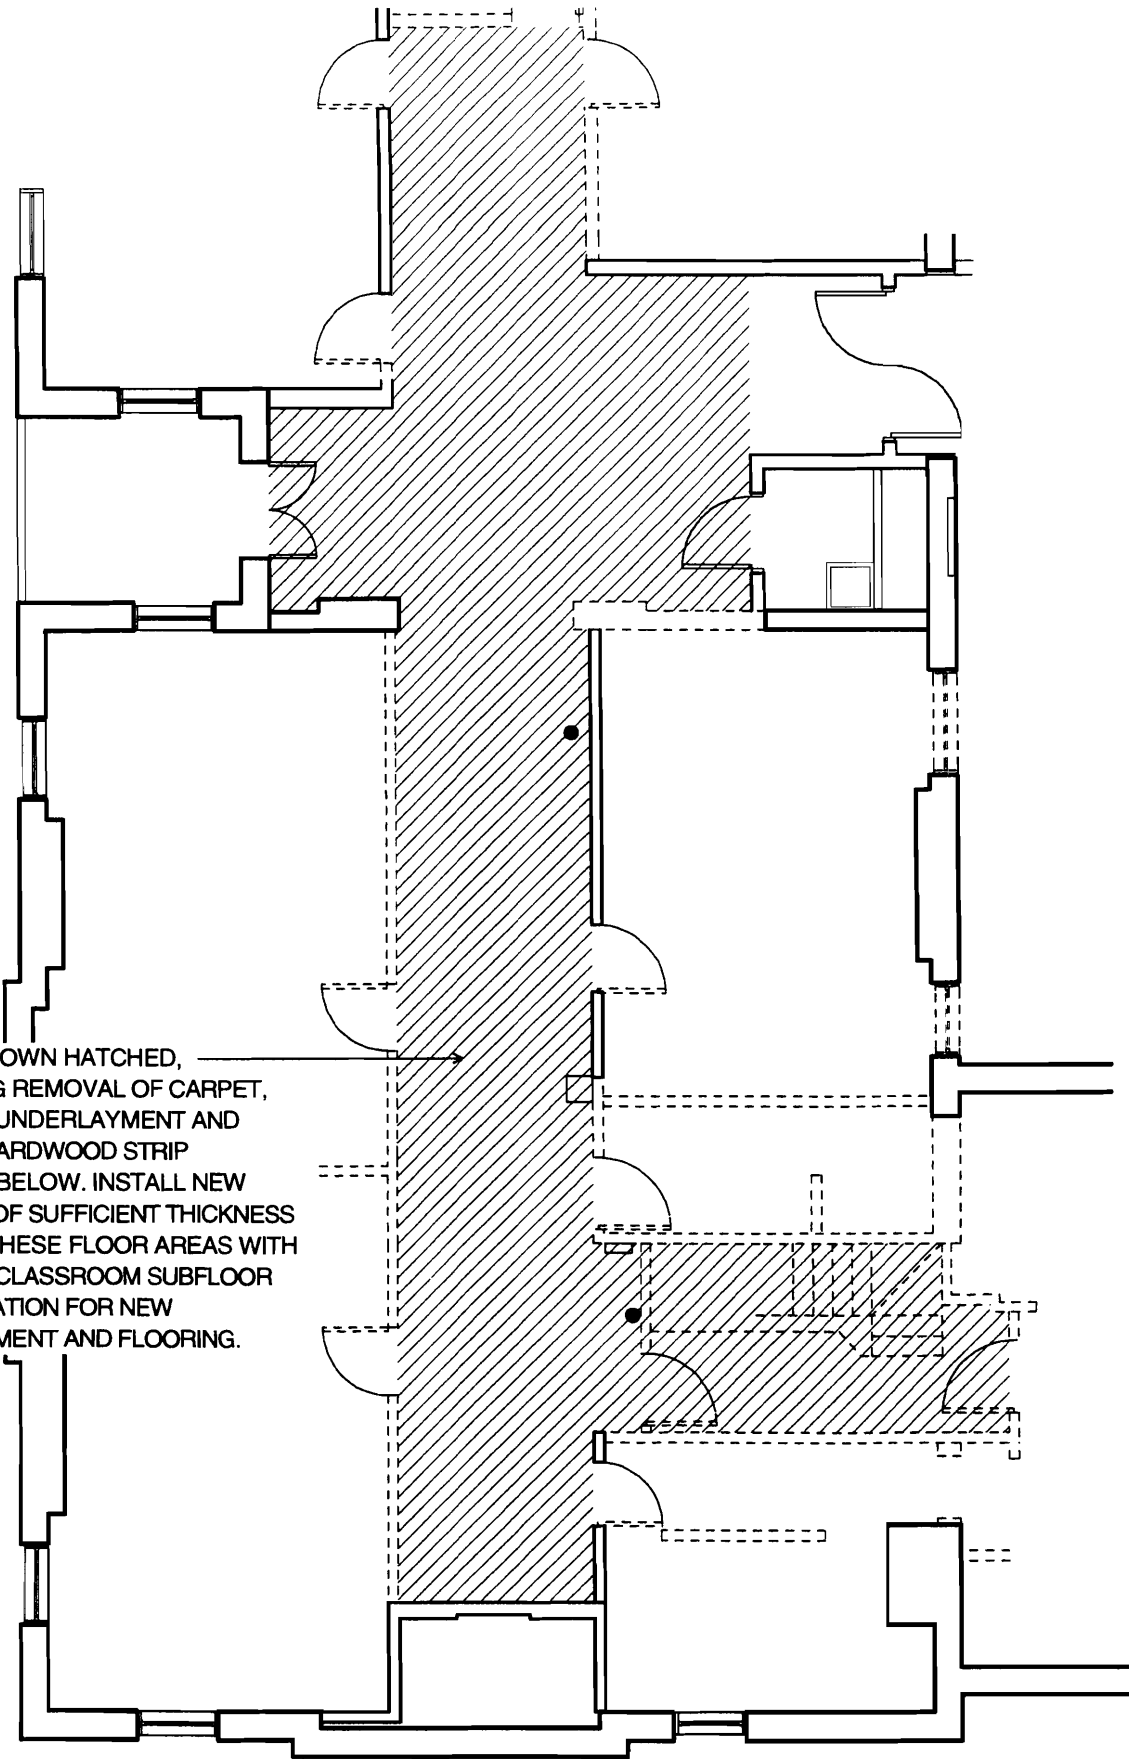 OWN HATCHED,
REMOVAL OF CARPET,
UNDERLAYMENT AND
ARDWOOD STRIP
BELOW. INSTALL NEW
OF SUFFICIENT THICKNESS
HESE FLOOR AREAS WITH
CLASSROOM SUBFLOOR
ATION FOR NEW
MENT AND FLOORING.